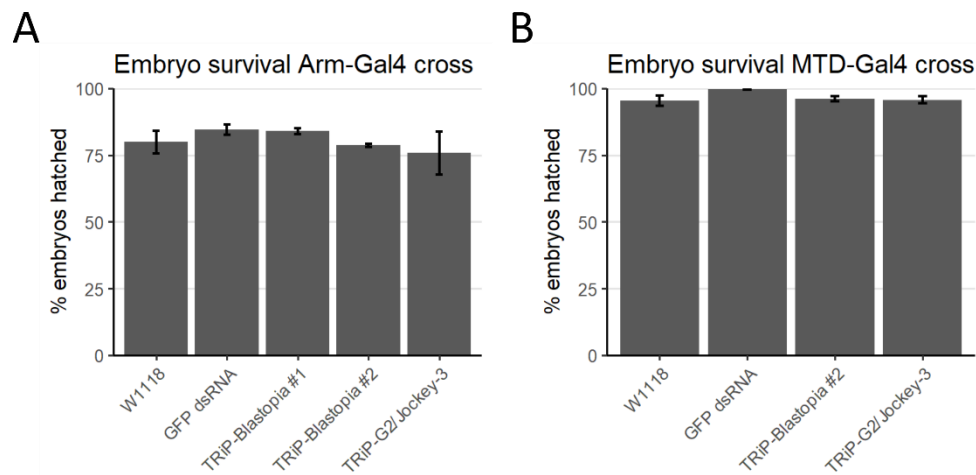 A
Embryo survival Arm-Gal4 cross
% embryos hatched
100
75
50
25
0
W1118
GFP dsRNA
TRiP-Blastopia #1
TRiP-Blastopia #2
TRiP-G2/Jockey-3
B
Embryo survival MTD-Gal4 cross
% embryos hatched
100
75
50
25
0
W1118
GFP dsRNA
TRiP-Blastopia #2
TRiP-G2/Jockey-3